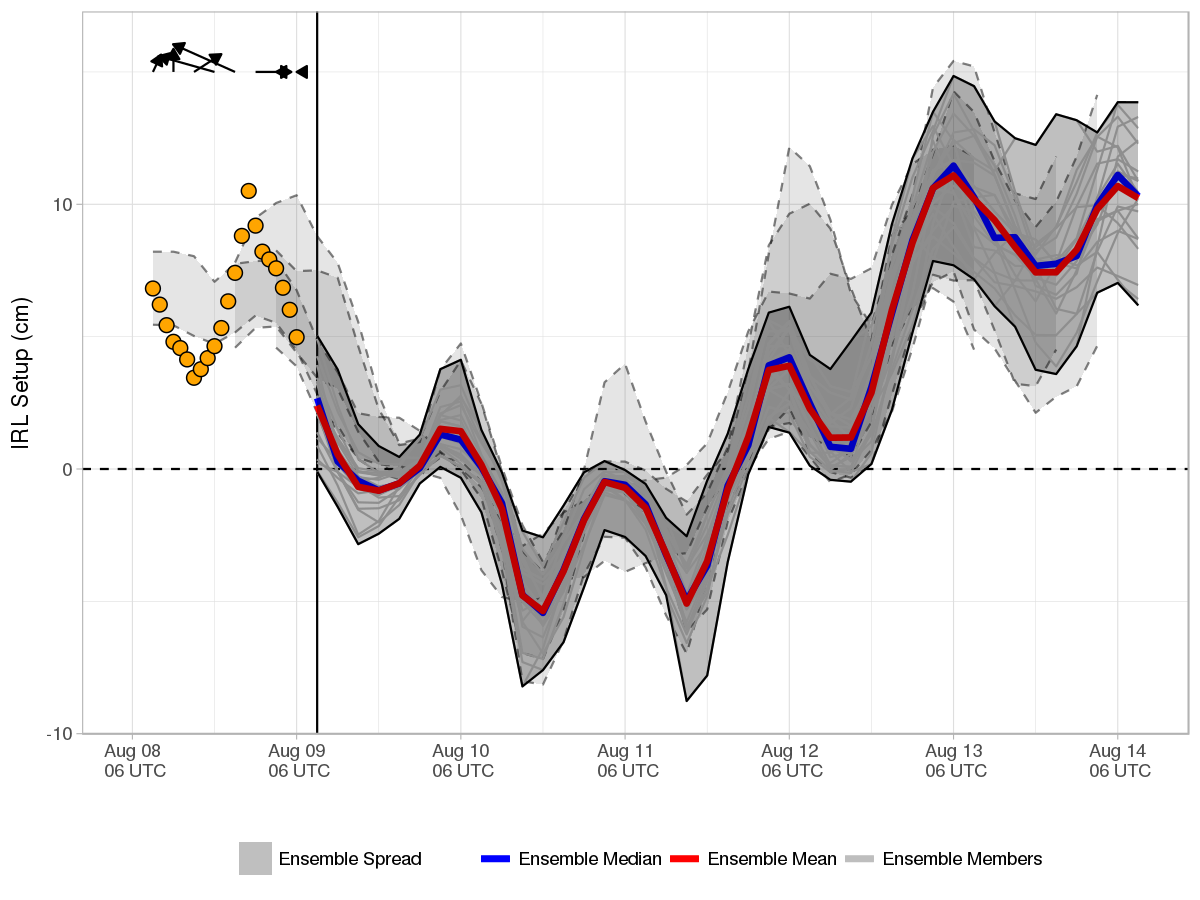 IRL Setup (cm)
10
0
-10
Aug 08
06 UTC
Aug 09
06 UTC
Aug 10
06 UTC
Aug 11
06 UTC
Aug 12
06 UTC
Aug 13
06 UTC
Aug 14
06 UTC
Ensemble Spread
Ensemble Median
Ensemble Mean
Ensemble Members